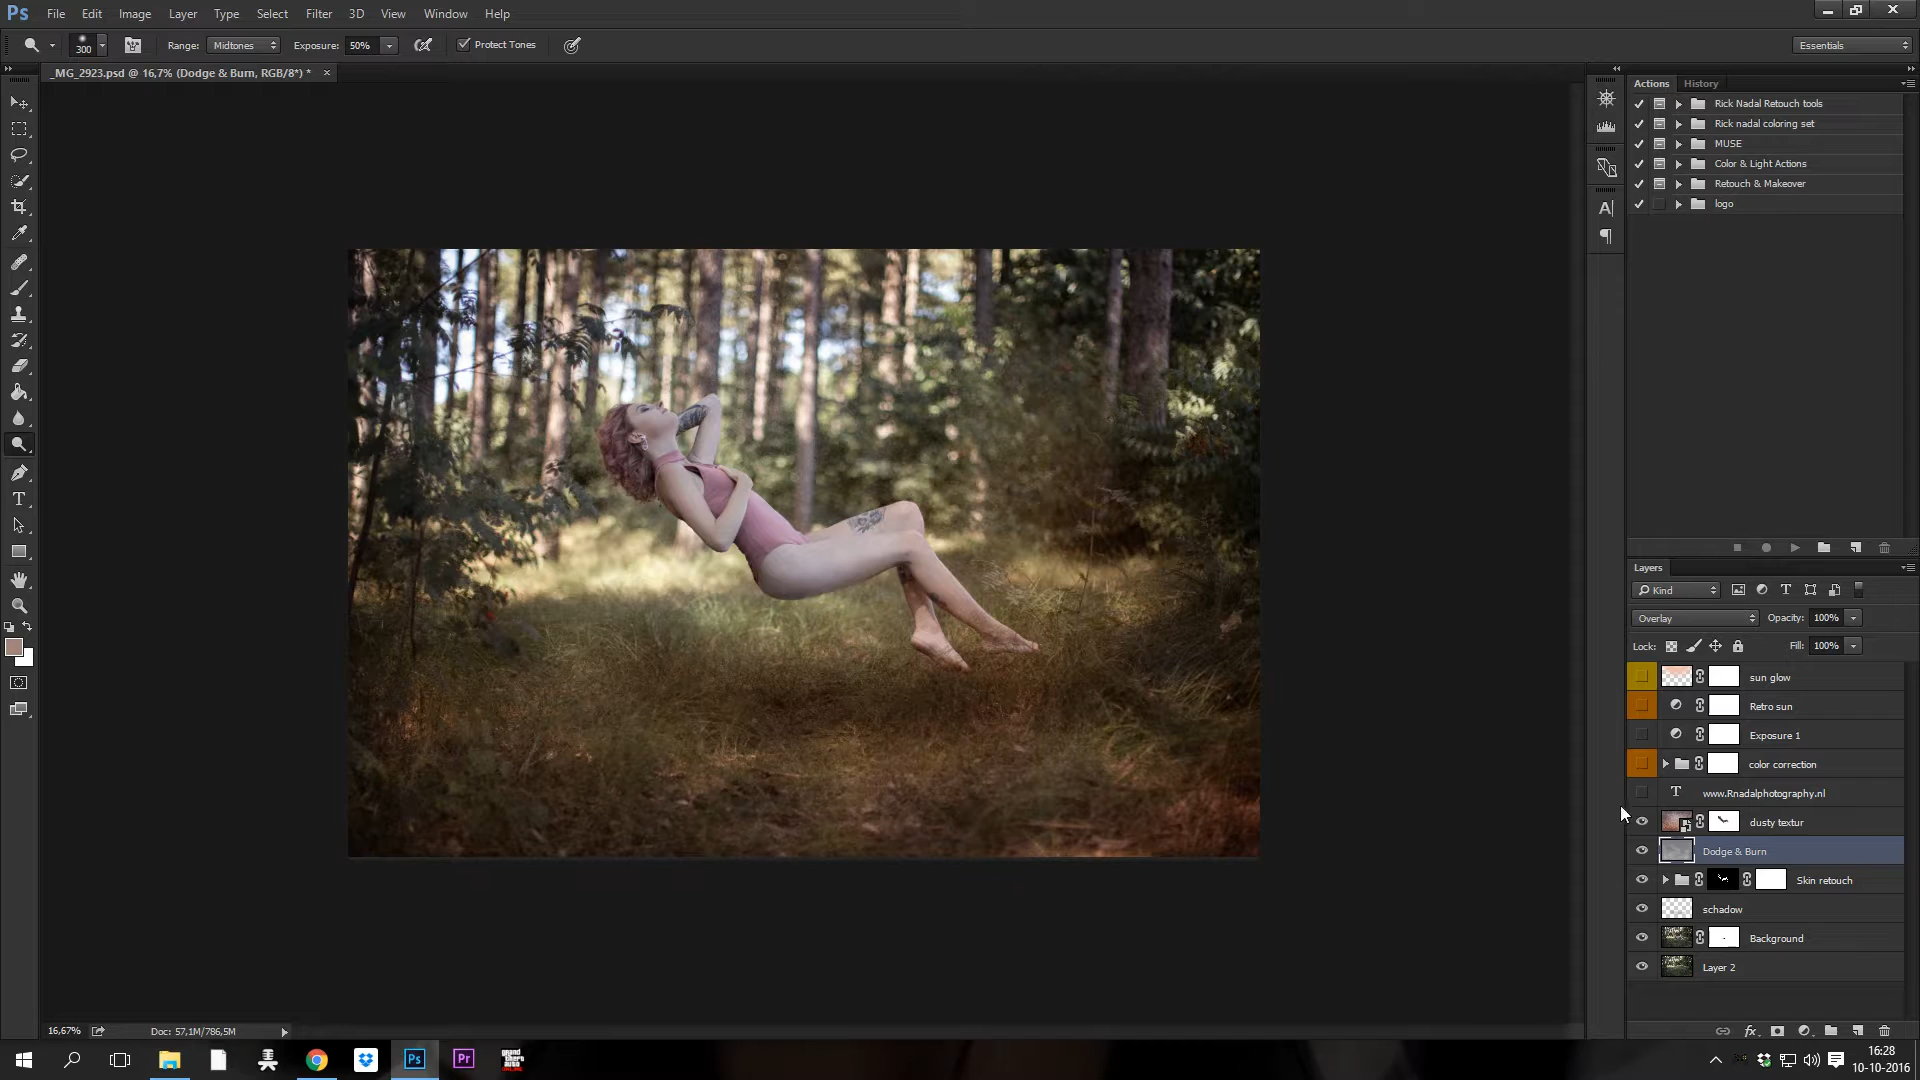 Ps File Edit Image Layer Type Select Filter 3D View Window Help
300 Range: Midtones Exposure: 50% Protect Tones Essentials
_MG_2923.psd @ 16,7% (Dodge & Burn, RGB/8*) * ×
Actions History
Rick Nadal Retouch tools
Rick nadal coloring set
MUSE
Color & Light Actions
Retouch & Makeover
logo
Layers
Kind
Overlay Opacity: 100%
Lock: Fill: 100%
sun glow
Retro sun
Exposure 1
color correction
www.Rnadalphotography.nl
dusty textur
Dodge & Burn
Skin retouch
schadow
Background
Layer 2
16,67% Doc: 57,1M/786,5M
Ps Pr
16:28
10-10-2016